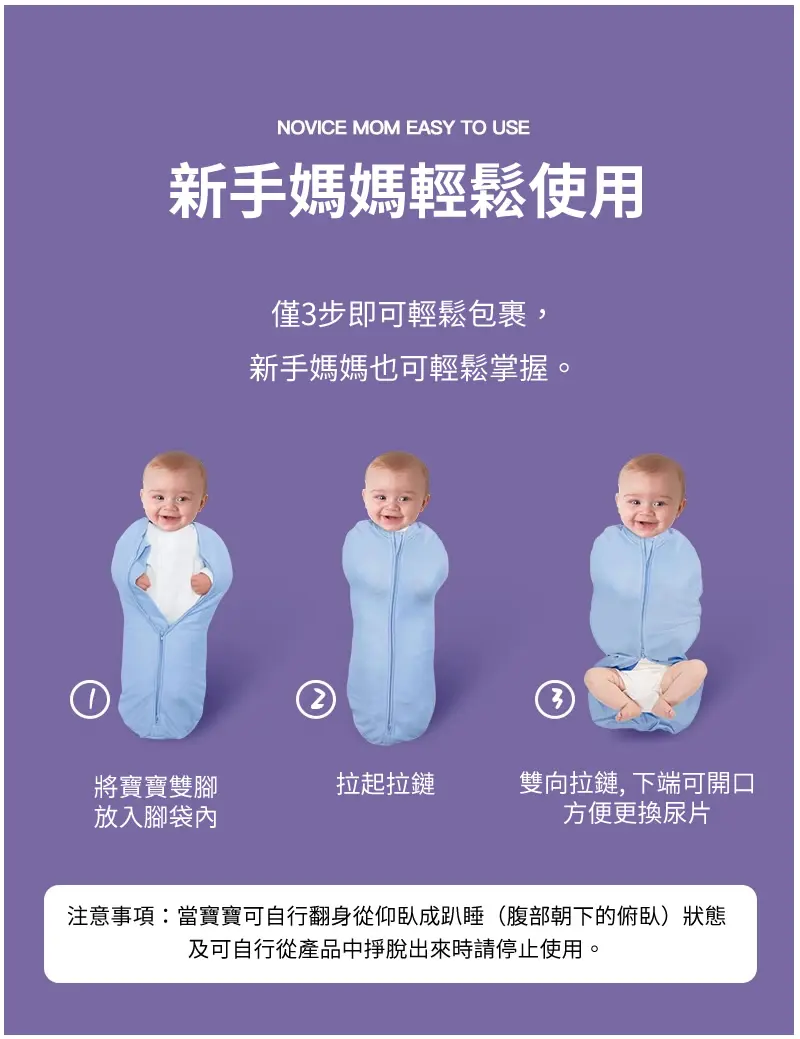 NOVICE MOM EASY TO USE
新手媽媽輕鬆使用
僅3步即可輕鬆包裹，
新手媽媽也可輕鬆掌握。
1
將寶寶雙腳
放入腳袋內
2
拉起拉鏈
3
雙向拉鏈, 下端可開口
方便更換尿片
注意事項：當寶寶可自行翻身從仰臥成趴睡（腹部朝下的俯臥）狀態
及可自行從產品中掙脫出來時請停止使用。